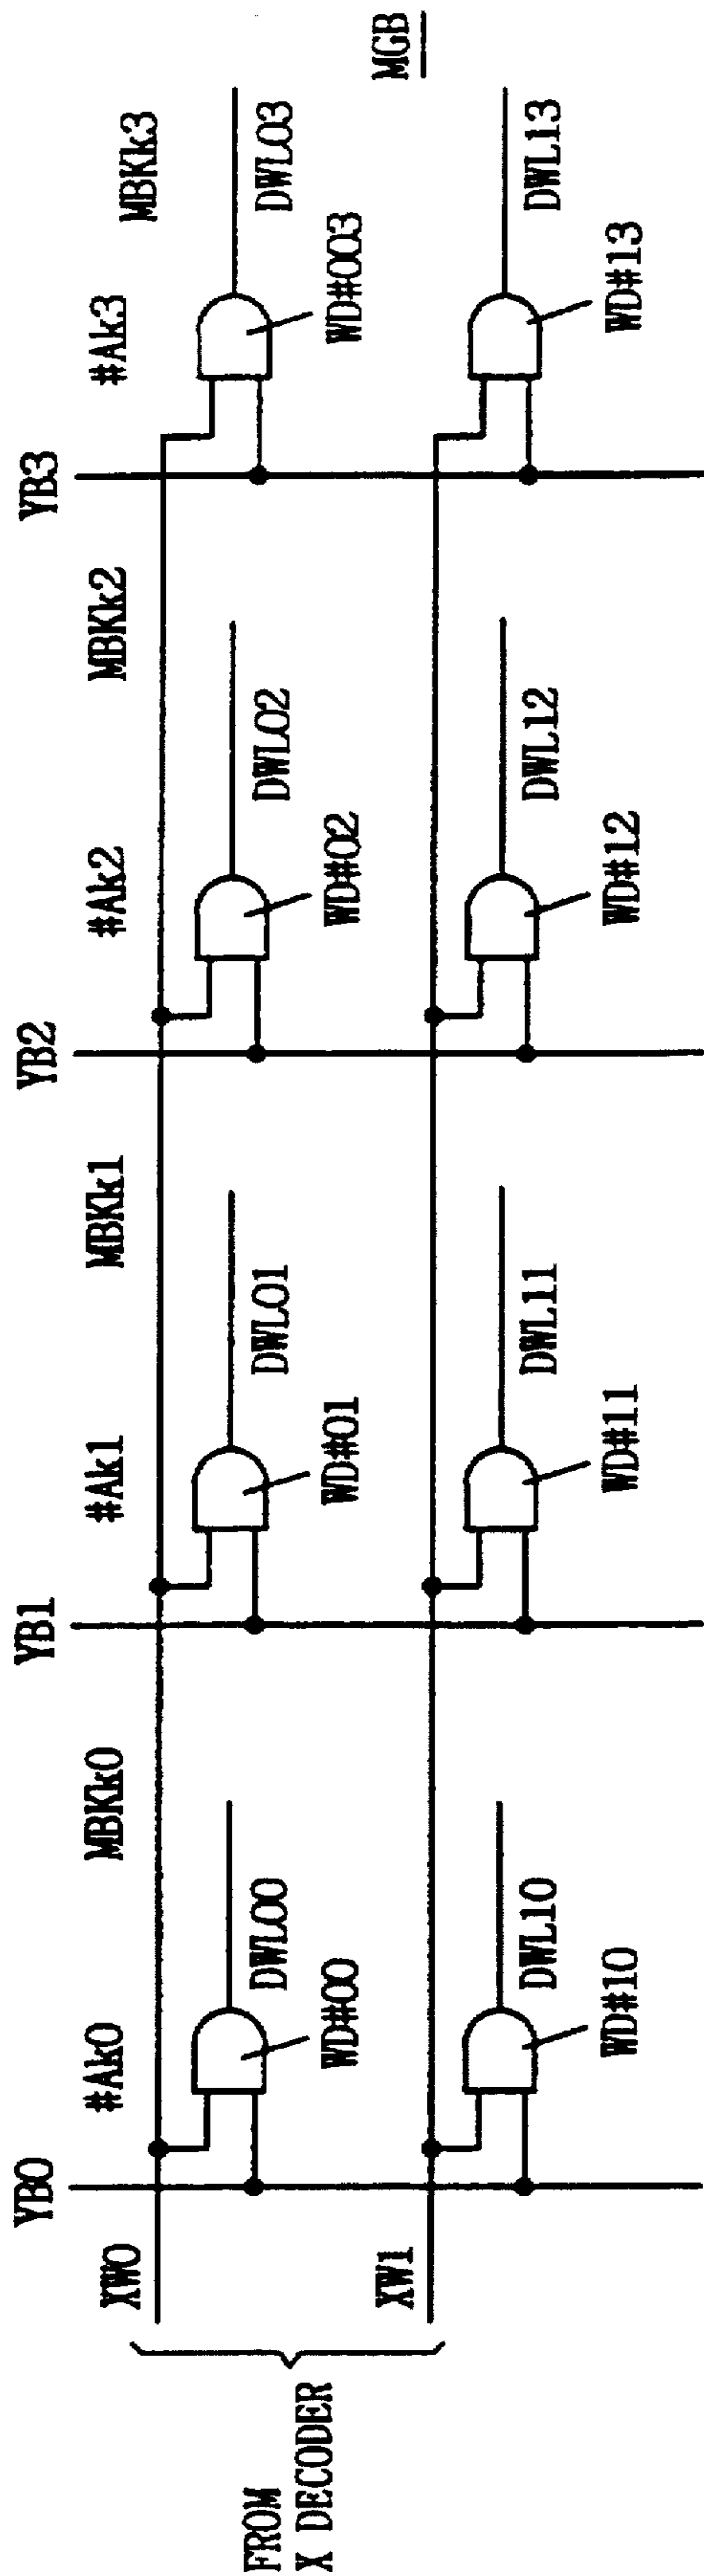 YB0
YB1
YB2
YB3
#Ak0
MBKk0
#Ak1
MBKk1
#Ak2
MBKk2
#Ak3
MBKk3
XW0
DWL00
DWL01
DWL02
DWL03
WD#00
WD#01
WD#02
WD#003
MGB
XW1
DWL10
DWL11
DWL12
DWL13
WD#10
WD#11
WD#12
WD#13
FROM
X DECODER